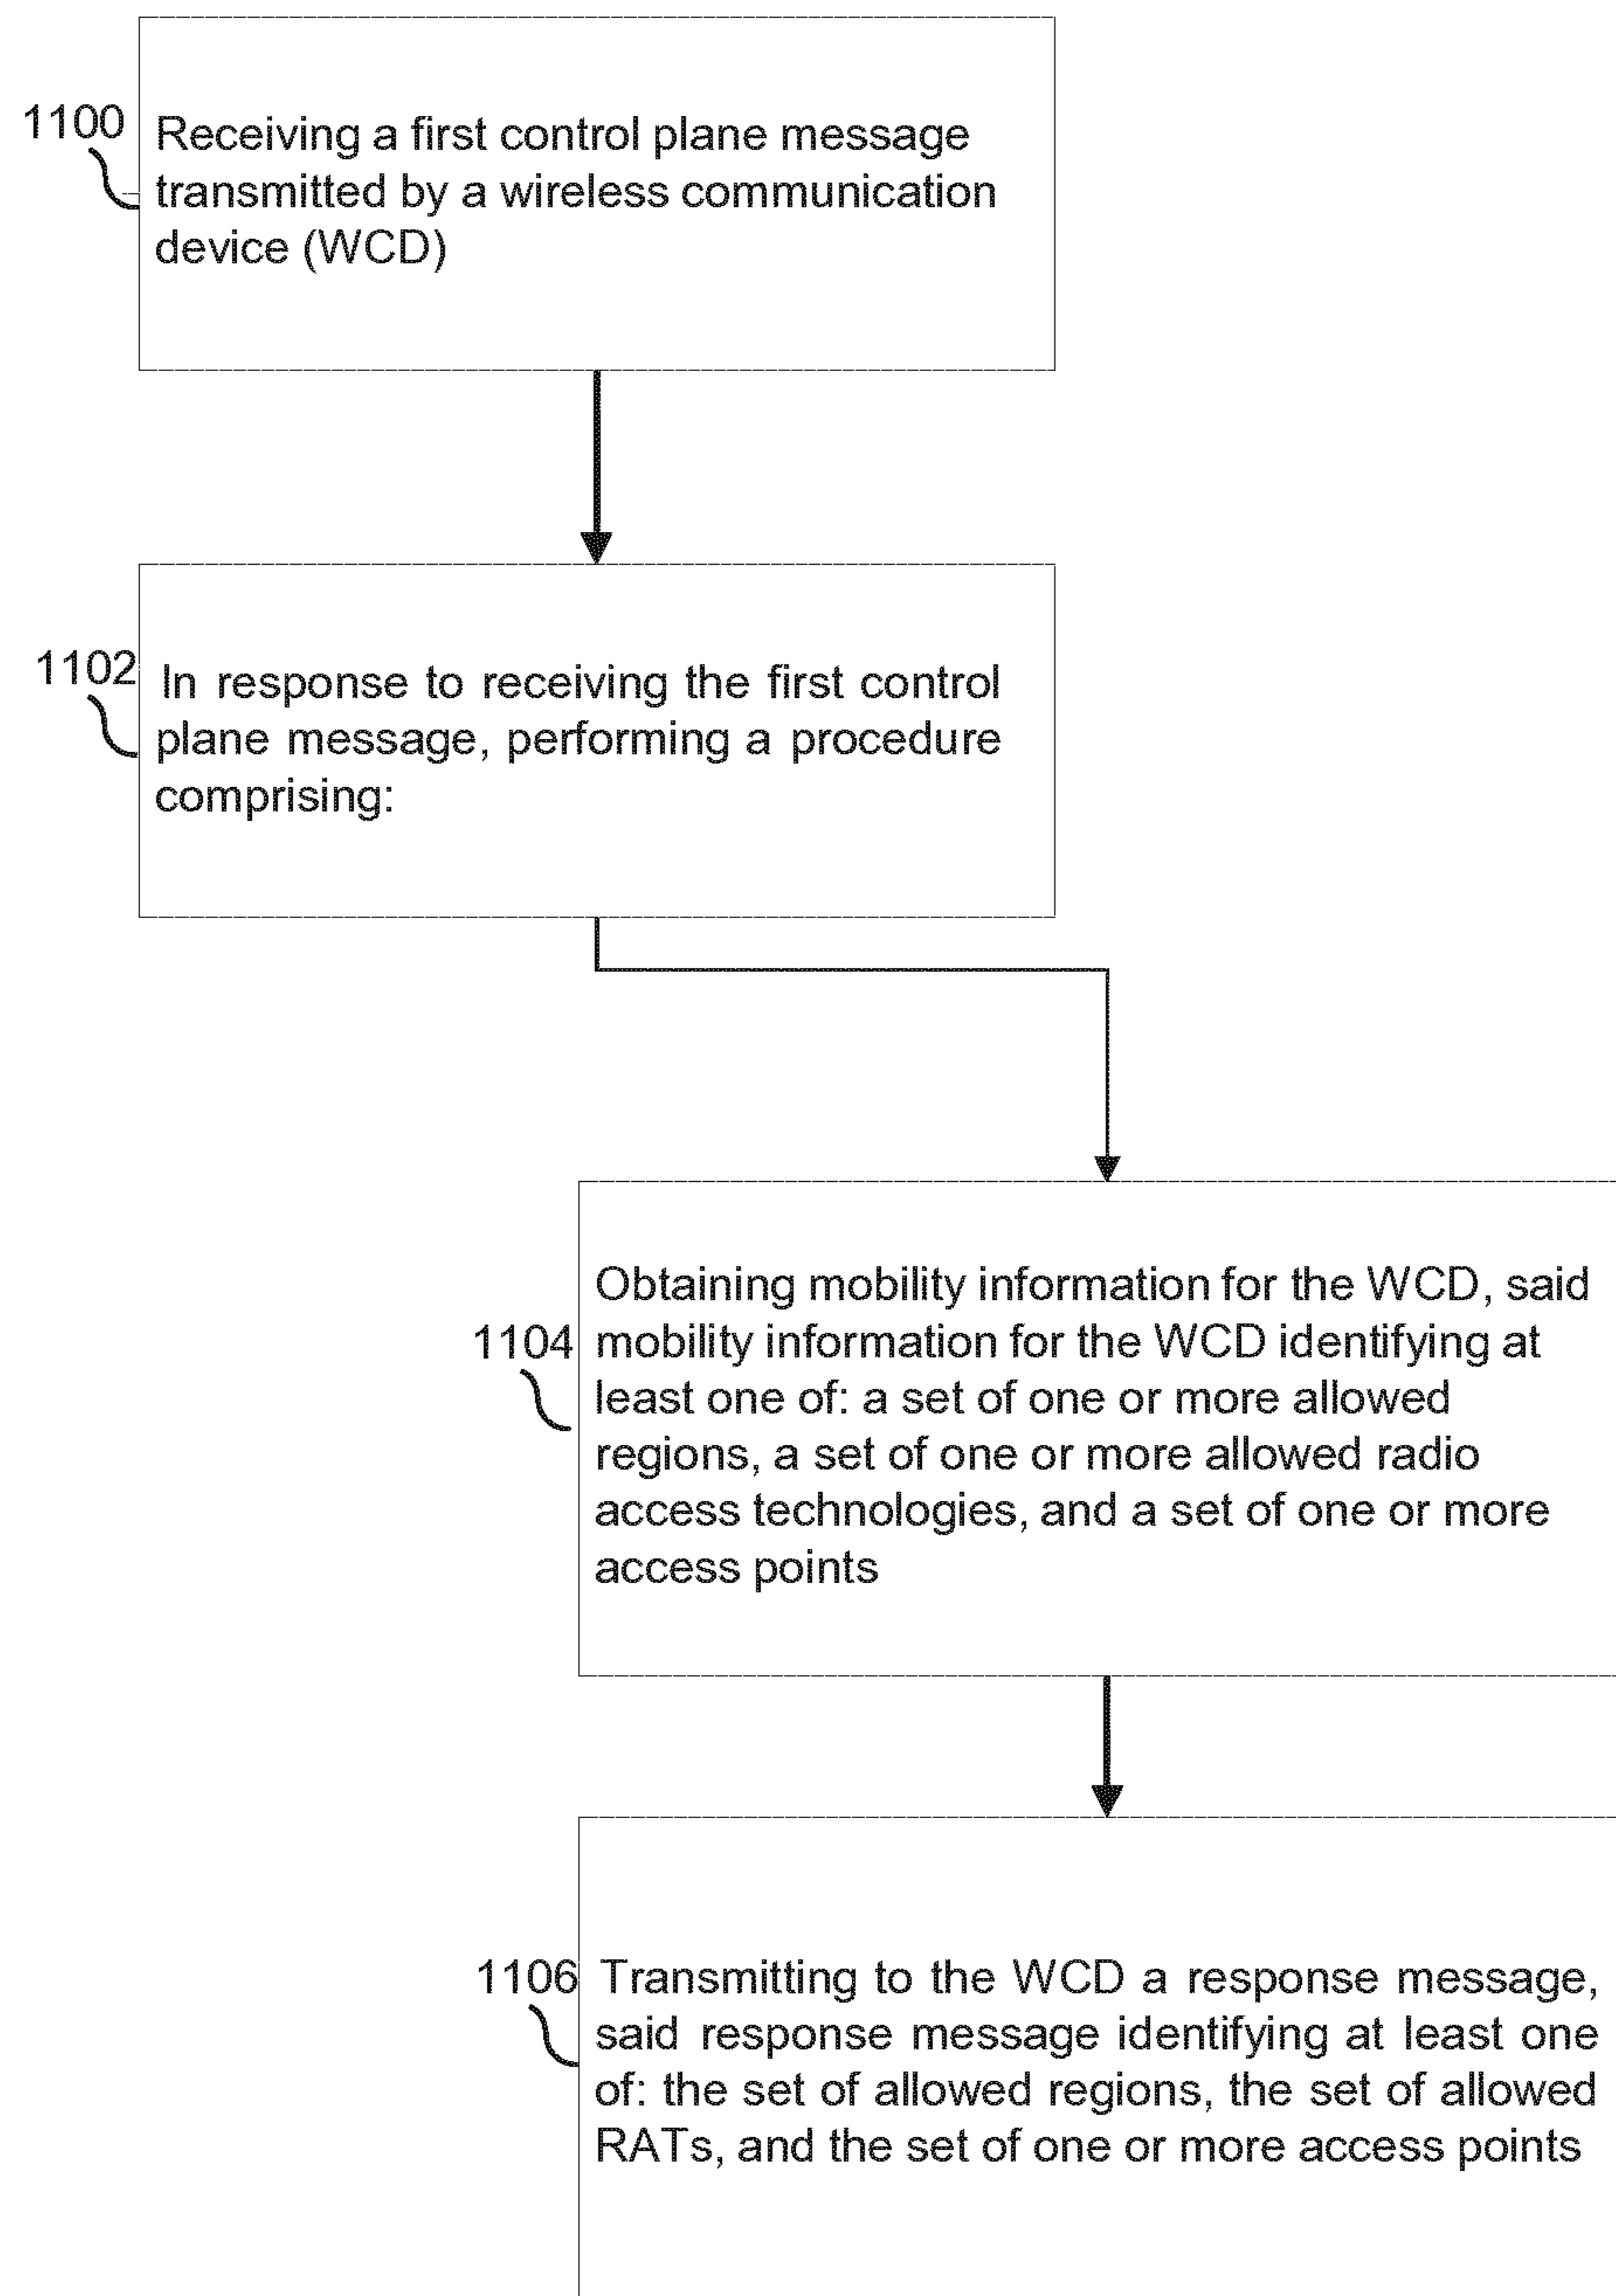 1100
Receiving a first control plane message
transmitted by a wireless communication
device (WCD)
1102
In response to receiving the first control
plane message, performing a procedure
comprising:
1104
Obtaining mobility information for the WCD, said
mobility information for the WCD identifying at
least one of: a set of one or more allowed
regions, a set of one or more allowed radio
access technologies, and a set of one or more
access points
1106
Transmitting to the WCD a response message,
said response message identifying at least one
of: the set of allowed regions, the set of allowed
RATs, and the set of one or more access points